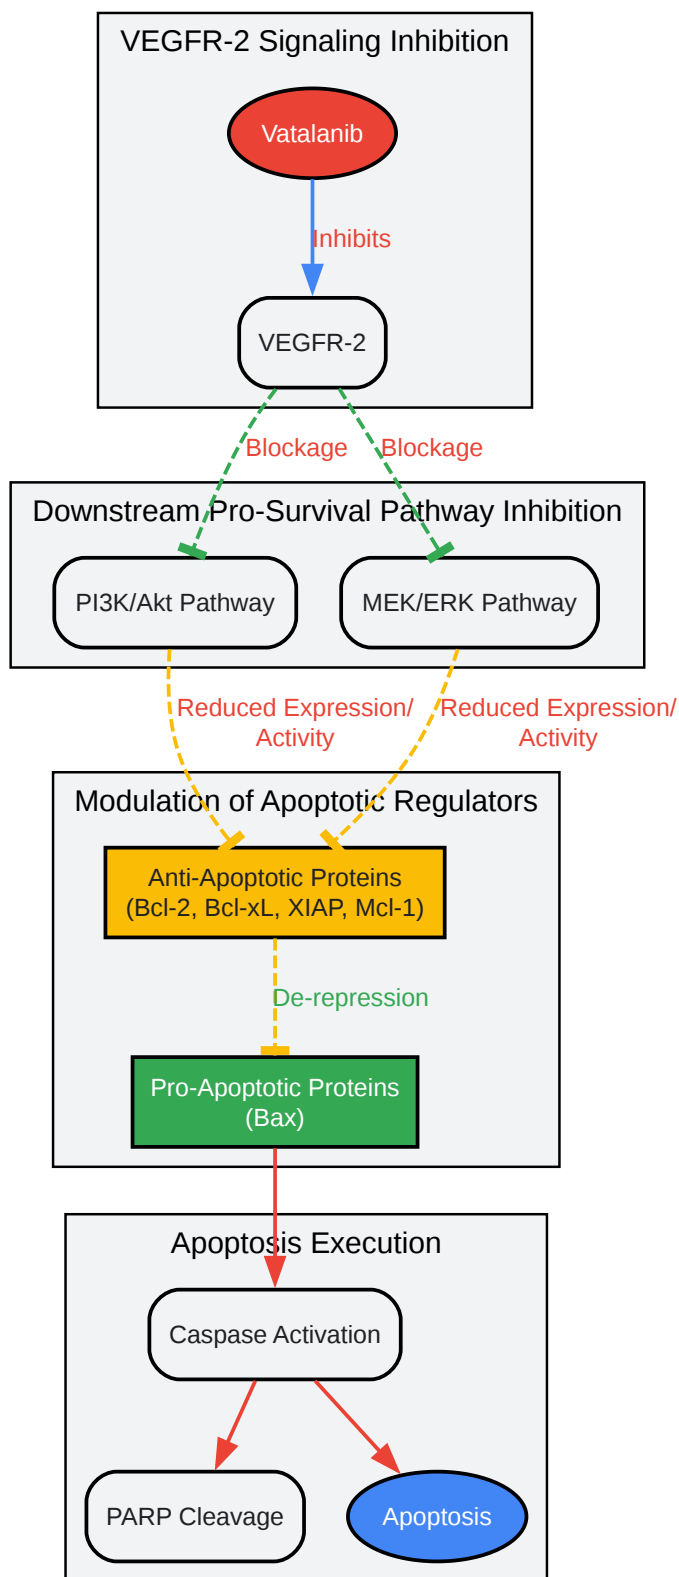 VEGFR-2 Signaling Inhibition
Vatalanib
Inhibits
VEGFR-2
Blockage
Blockage
Downstream Pro-Survival Pathway Inhibition
PI3K/Akt Pathway
MEK/ERK Pathway
Reduced Expression/
Activity
Reduced Expression/
Activity
Modulation of Apoptotic Regulators
Anti-Apoptotic Proteins
(Bcl-2, Bcl-xL, XIAP, Mcl-1)
De-repression
Pro-Apoptotic Proteins
(Bax)
Apoptosis Execution
Caspase Activation
PARP Cleavage
Apoptosis